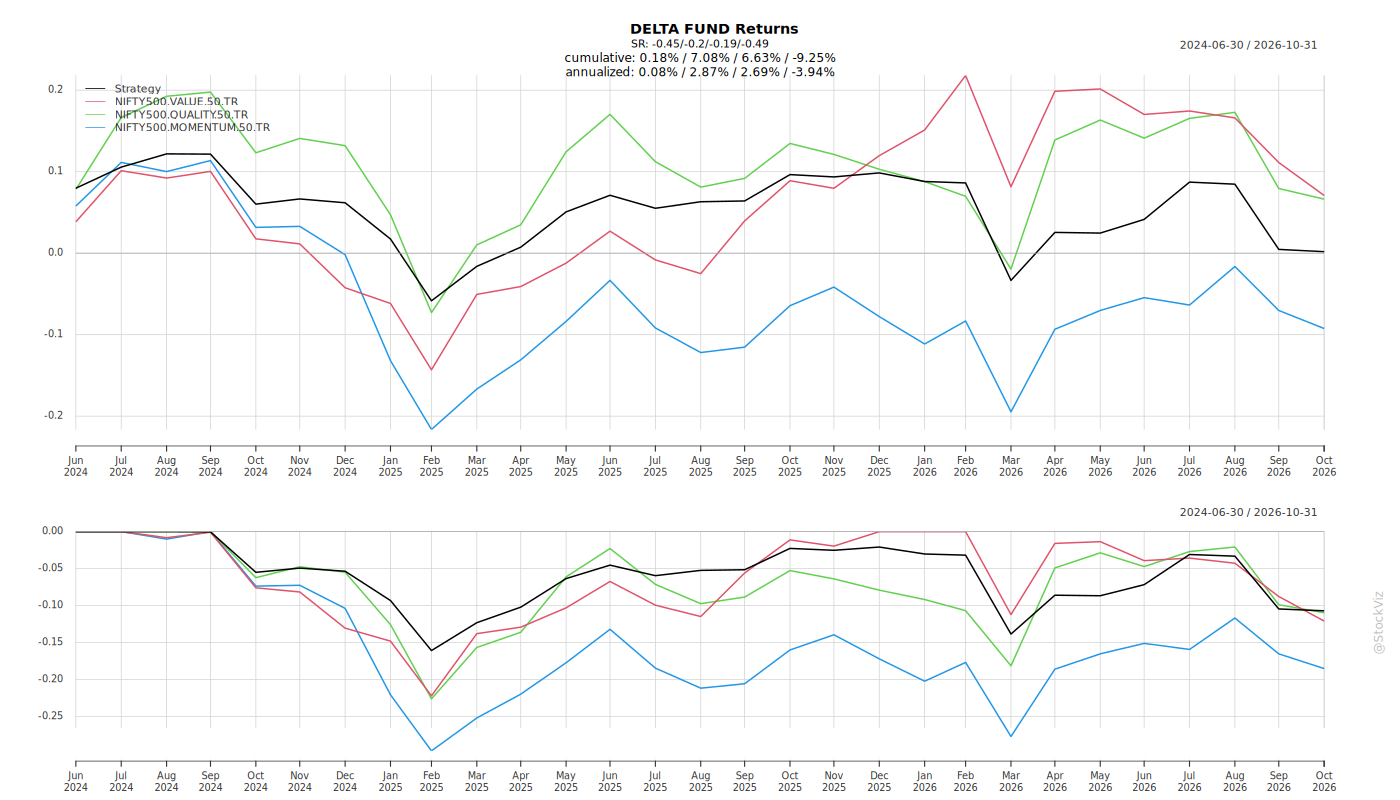 DELTA FUND Returns
SR: -0.45/-0.2/-0.19/-0.49
cumulative: 0.18% / 7.08% / 6.63% / -9.25%
annualized: 0.08% / 2.87% / 2.69% / -3.94%
2024-06-30 / 2026-10-31
Strategy
NIFTY500.VALUE.50.TR
NIFTY500.QUALITY.50.TR
NIFTY500.MOMENTUM.50.TR
0.2
0.1
0.0
-0.1
-0.2
Jun Jul Aug Sep Oct Nov Dec Jan Feb Mar Apr May Jun Jul Aug Sep Oct Nov Dec Jan Feb Mar Apr May Jun Jul Aug Sep Oct
2024 2024 2024 2024 2024 2024 2024 2025 2025 2025 2025 2025 2025 2025 2025 2025 2025 2025 2025 2026 2026 2026 2026 2026 2026 2026 2026 2026 2026
2024-06-30 / 2026-10-31
0.00
-0.05
-0.10
-0.15
-0.20
-0.25
Jun Jul Aug Sep Oct Nov Dec Jan Feb Mar Apr May Jun Jul Aug Sep Oct Nov Dec Jan Feb Mar Apr May Jun Jul Aug Sep Oct
2024 2024 2024 2024 2024 2024 2024 2025 2025 2025 2025 2025 2025 2025 2025 2025 2025 2025 2025 2026 2026 2026 2026 2026 2026 2026 2026 2026 2026
@StockViz